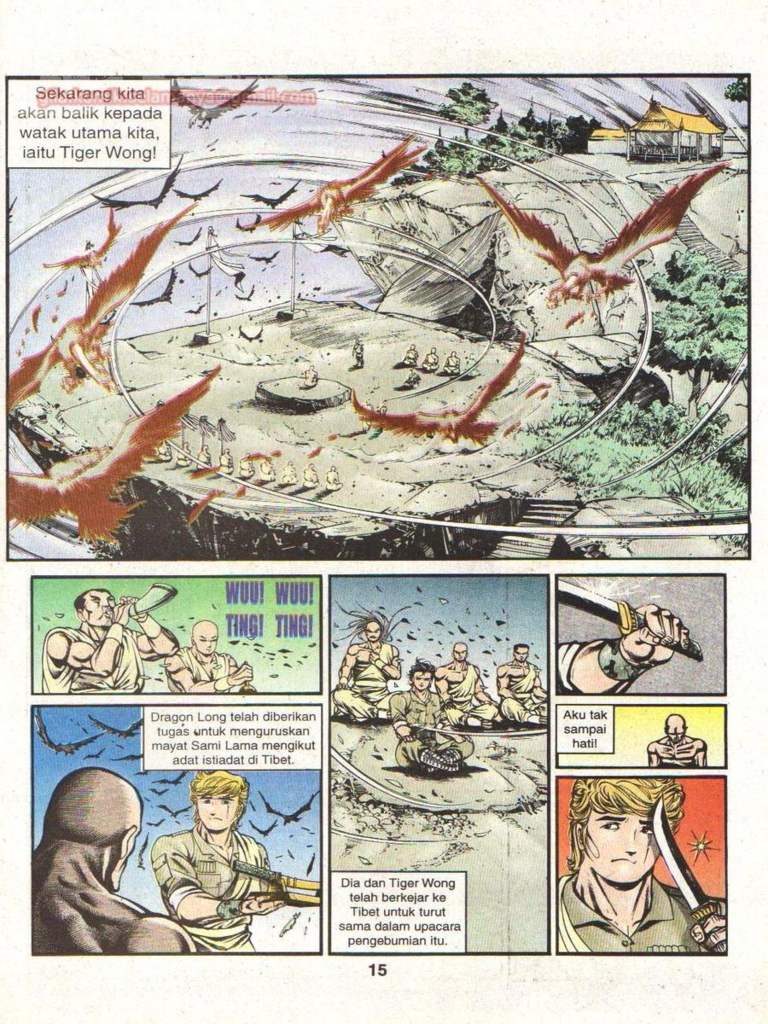 Sekarang kita
akan balik kepada
watak utama kita,
iaitu Tiger Wong!
WUU! WUU!
TING! TING!
Dragon Long telah diberikan
tugas untuk menguruskan
mayat Sami Lama mengikut
adat istiadat di Tibet.
Dia dan Tiger Wong
telah berkejar ke
Tibet untuk turut
sama dalam upacara
pengebumian itu.
Aku tak
sampai
hati!
15